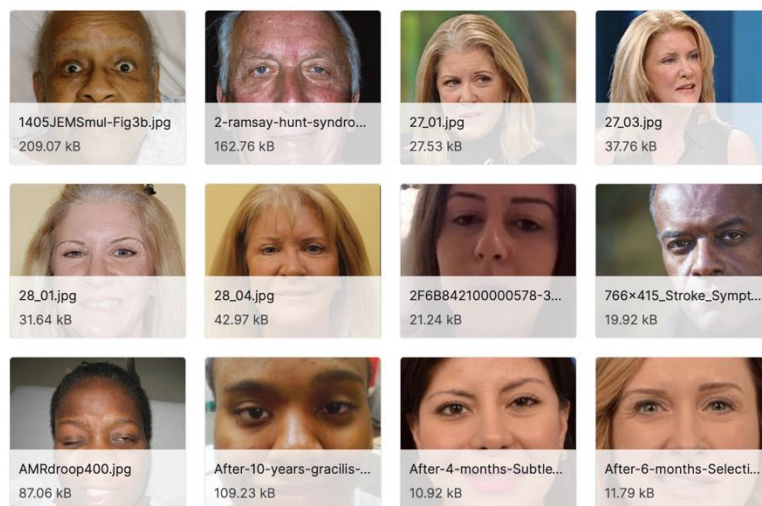 1405JEMSmul-Fig3b.jpg
209.07 kB
2-ramsay-hunt-syndro...
162.76 kB
27_01.jpg
27.53 kB
27_03.jpg
37.76 kB
28_01.jpg
31.64 kB
28_04.jpg
42.97 kB
2F6B842100000578-3...
21.24 kB
766×415_Stroke_Sympt...
19.92 kB
AMRdroop400.jpg
87.06 kB
After-10-years-gracilis-...
109.23 kB
After-4-months-Subtle...
10.92 kB
After-6-months-Selecti...
11.79 kB